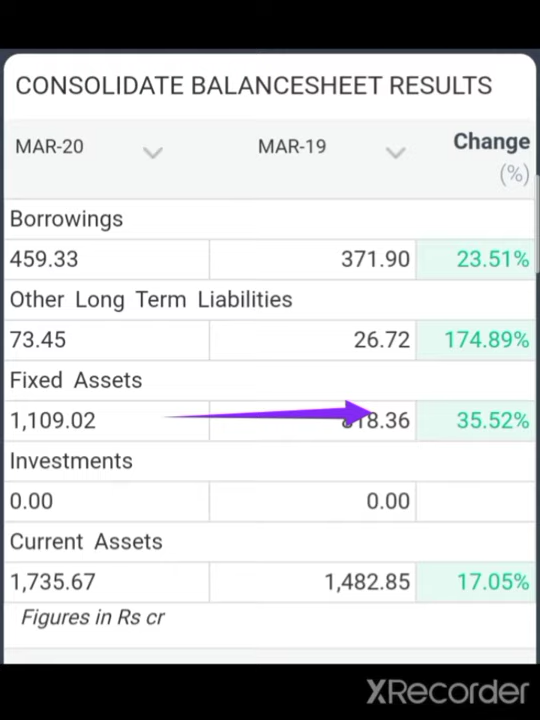 CONSOLIDATE BALANCESHEET RESULTS
MAR-20 MAR-19 Change
(%)
Borrowings
459.33 371.90 23.51%
Other Long Term Liabilities
73.45 26.72 174.89%
Fixed Assets
1,109.02 818.36 35.52%
Investments
0.00 0.00
Current Assets
1,735.67 1,482.85 17.05%
Figures in Rs cr
XRecorder